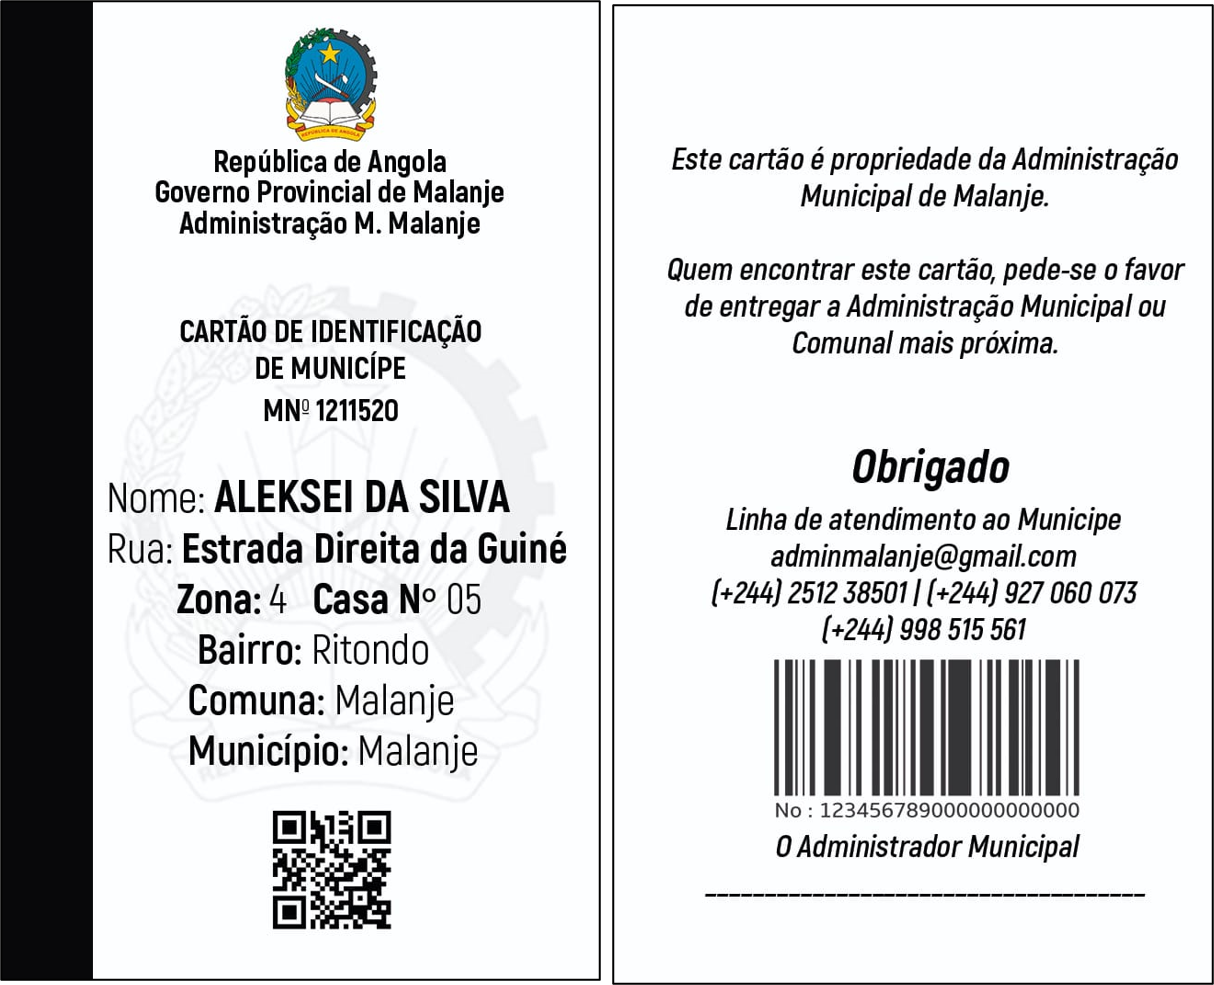 REPÚBLICA DE ANGOLA
República de Angola
Governo Provincial de Malanje
Administração M. Malanje
CARTÃO DE IDENTIFICAÇÃO
DE MUNICÍPE
MNº 1211520
Nome: ALEKSEI DA SILVA
Rua: Estrada Direita da Guiné
Zona: 4 Casa Nº 05
Bairro: Ritondo
Comuna: Malanje
Município: Malanje
Este cartão é propriedade da Administração
Municipal de Malanje.
Quem encontrar este cartão, pede-se o favor
de entregar a Administração Municipal ou
Comunal mais próxima.
Obrigado
Linha de atendimento ao Municipe
adminmalanje@gmail.com
(+244) 2512 38501 | (+244) 927 060 073
(+244) 998 515 561
No : 123456789000000000000
O Administrador Municipal